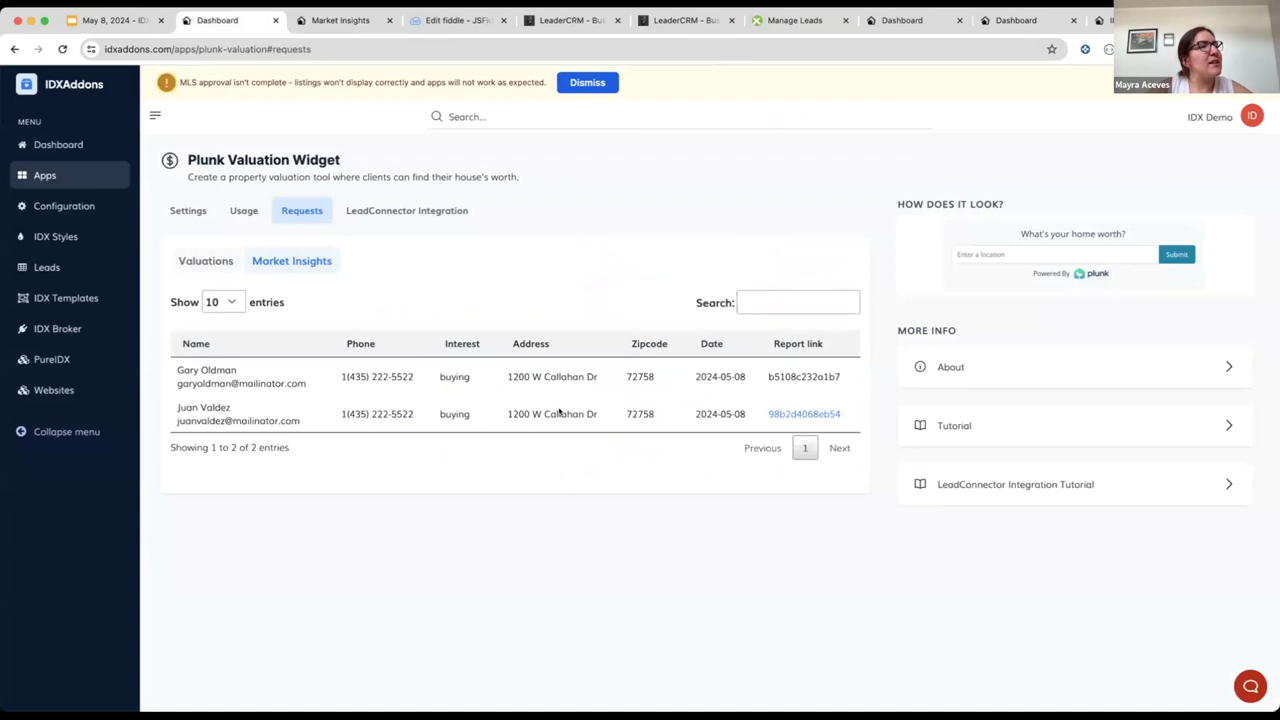 May 8, 2024 - IDX
Dashboard
Market Insights
Edit fiddle - JSFi
LeaderCRM - Bus
LeaderCRM - Bus
Manage Leads
Dashboard
Dashboard
idxaddons.com/apps/plunk-valuation#requests
Mayra Aceves
IDXAddons
MLS approval isn't complete - listings won't display correctly and apps will not work as expected.
Dismiss
MENU
Search...
IDX Demo
ID
Dashboard
Apps
Configuration
IDX Styles
Leads
IDX Templates
IDX Broker
PureIDX
Websites
Collapse menu
Plunk Valuation Widget
Create a property valuation tool where clients can find their house's worth.
Settings
Usage
Requests
LeadConnector Integration
Valuations
Market Insights
Show 10 entries
Search:
Name Phone Interest Address Zipcode Date Report link
Gary Oldman
garyoldman@mailinator.com
1(435) 222-5522 buying 1200 W Callahan Dr 72758 2024-05-08 b5108c232a1b7
Juan Valdez
juanvaldez@mailinator.com
1(435) 222-5522 buying 1200 W Callahan Dr 72758 2024-05-08 98b2d4068eb54
Showing 1 to 2 of 2 entries
Previous 1 Next
HOW DOES IT LOOK?
What's your home worth?
Enter a location
Submit
Powered By plunk
MORE INFO
About
Tutorial
LeadConnector Integration Tutorial